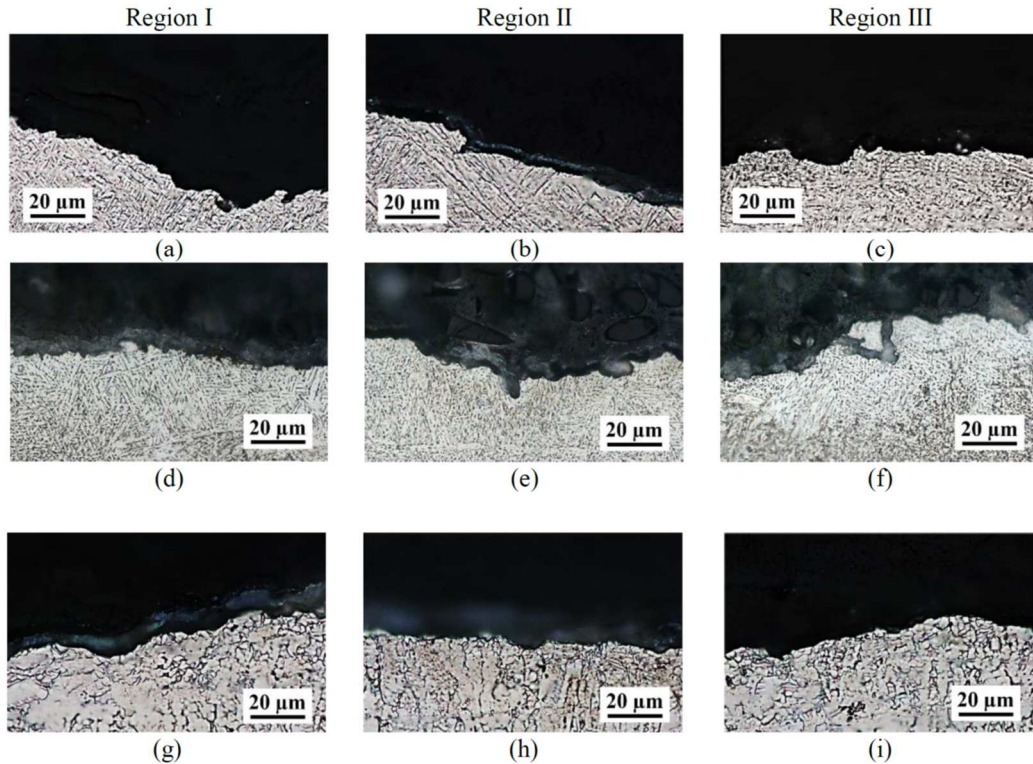 Region I Region II Region III
20 µm 20 µm 20 µm
(a) (b) (c)
20 µm 20 µm 20 µm
(d) (e) (f)
20 µm 20 µm 20 µm
(g) (h) (i)